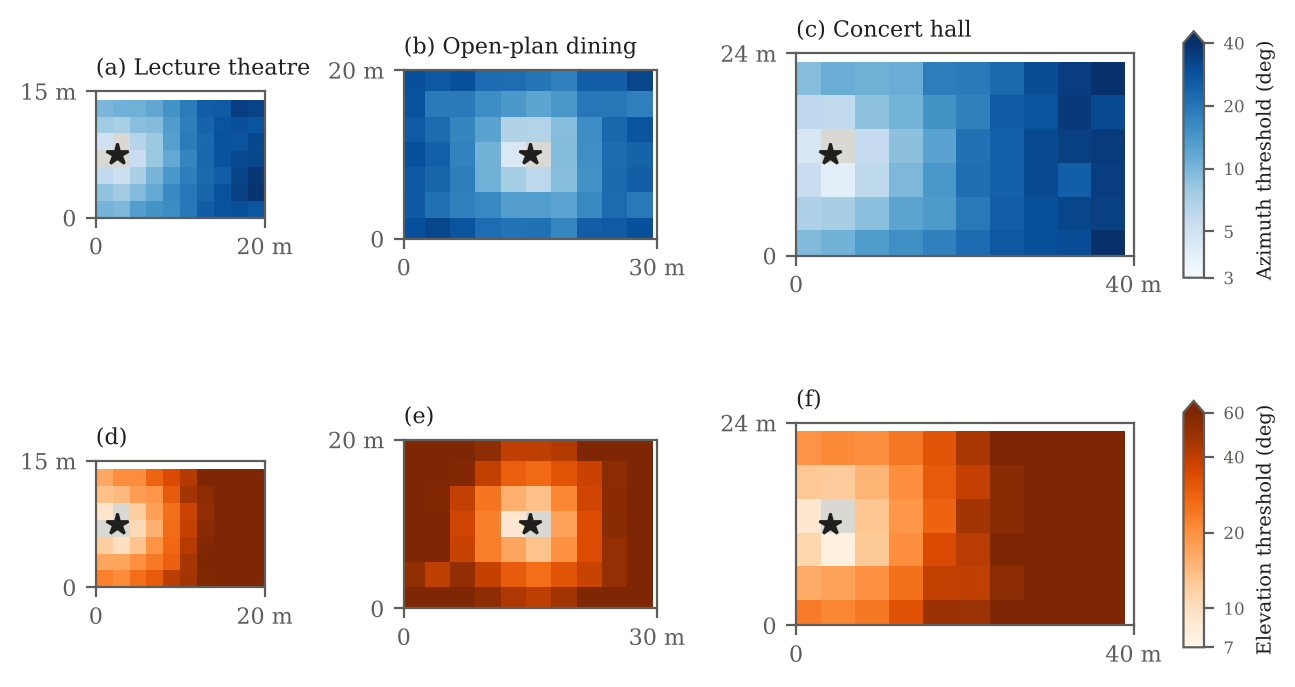 (a) Lecture theatre
15 m
0
0
20 m
(b) Open-plan dining
20 m
0
0
30 m
(c) Concert hall
24 m
0
0
40 m
40
20
10
5
3
Azimuth threshold (deg)
(d)
15 m
0
0
20 m
(e)
20 m
0
0
30 m
(f)
24 m
0
0
40 m
60
40
20
10
7
Elevation threshold (deg)